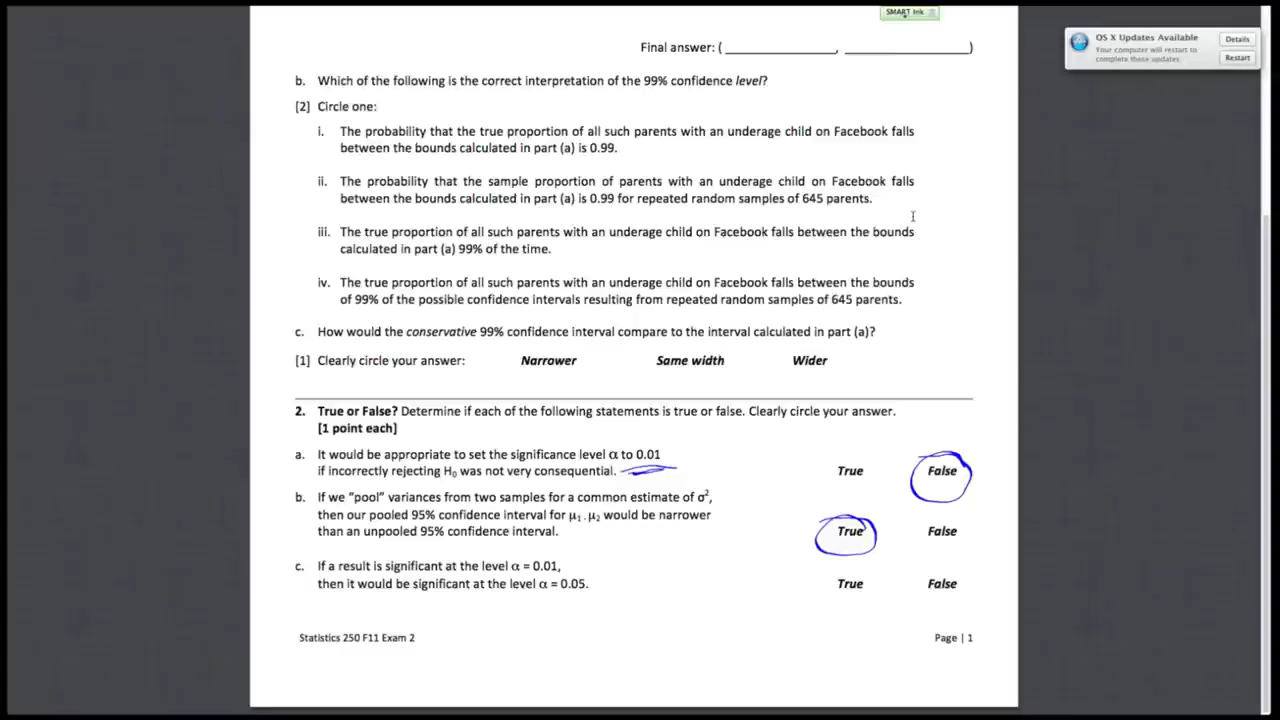 SMART Ink
Final answer: ( _______________, _________________)
OS X Updates Available
Your computer will restart to
complete these updates.
Details
Restart
b. Which of the following is the correct interpretation of the 99% confidence level?
[2] Circle one:
i. The probability that the true proportion of all such parents with an underage child on Facebook falls
between the bounds calculated in part (a) is 0.99.
ii. The probability that the sample proportion of parents with an underage child on Facebook falls
between the bounds calculated in part (a) is 0.99 for repeated random samples of 645 parents.
iii. The true proportion of all such parents with an underage child on Facebook falls between the bounds
calculated in part (a) 99% of the time.
iv. The true proportion of all such parents with an underage child on Facebook falls between the bounds
of 99% of the possible confidence intervals resulting from repeated random samples of 645 parents.
c. How would the conservative 99% confidence interval compare to the interval calculated in part (a)?
[1] Clearly circle your answer: Narrower Same width Wider
2. True or False? Determine if each of the following statements is true or false. Clearly circle your answer.
[1 point each]
a. It would be appropriate to set the significance level α to 0.01
if incorrectly rejecting H₀ was not very consequential. True False
b. If we "pool" variances from two samples for a common estimate of σ²,
then our pooled 95% confidence interval for μ₁ - μ₂ would be narrower
than an unpooled 95% confidence interval. True False
c. If a result is significant at the level α = 0.01,
then it would be significant at the level α = 0.05. True False
Statistics 250 F11 Exam 2 Page | 1